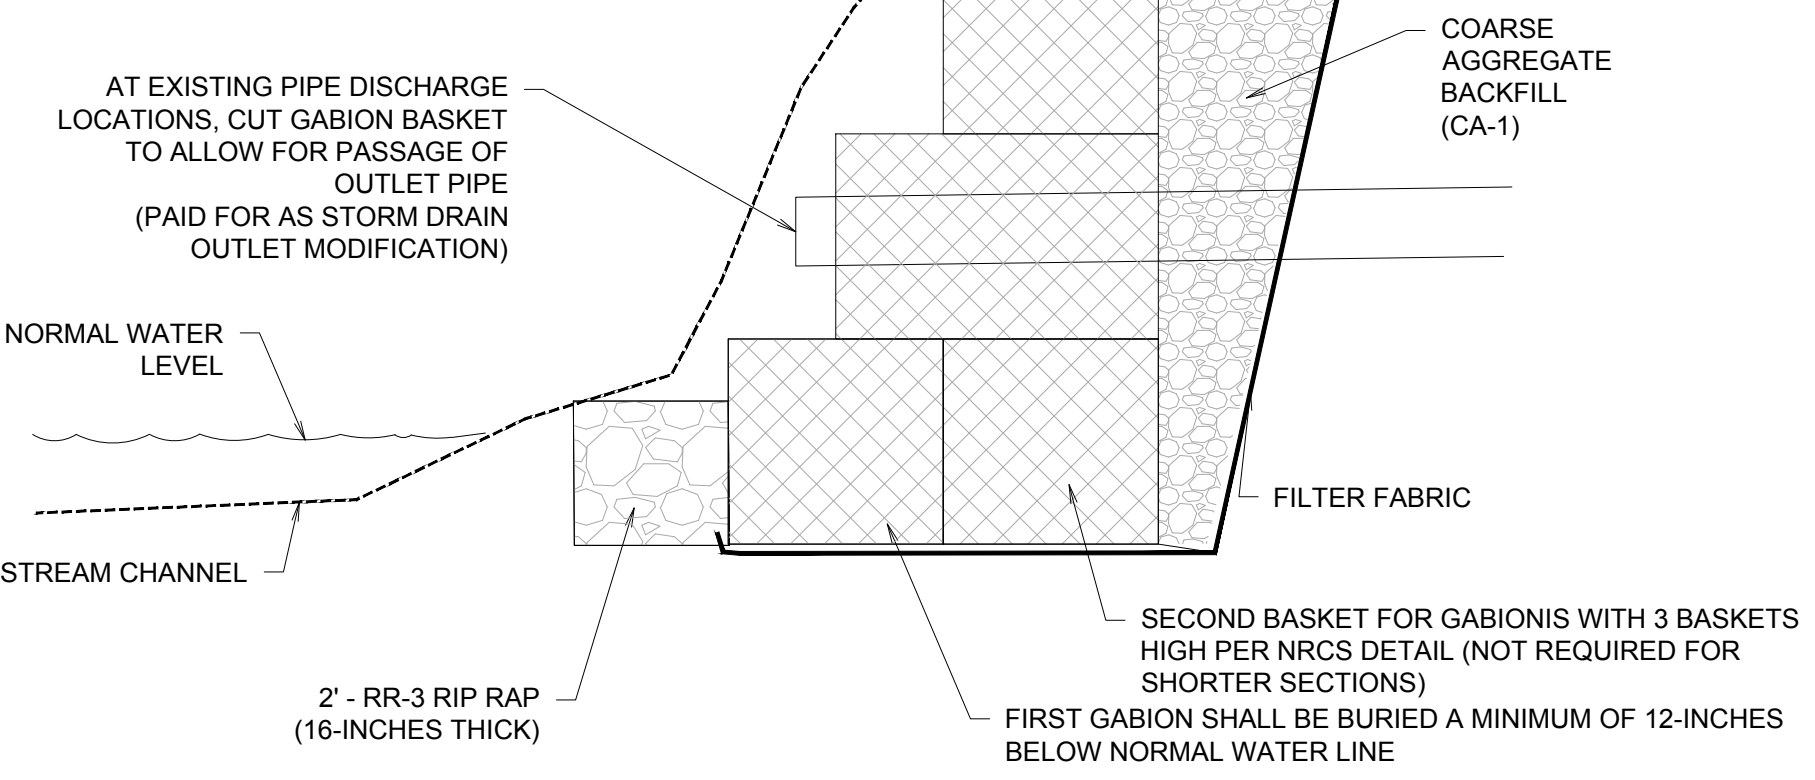 COARSE
AGGREGATE
BACKFILL
(CA-1)
AT EXISTING PIPE DISCHARGE
LOCATIONS, CUT GABION BASKET
TO ALLOW FOR PASSAGE OF
OUTLET PIPE
(PAID FOR AS STORM DRAIN
OUTLET MODIFICATION)
NORMAL WATER
LEVEL
FILTER FABRIC
STREAM CHANNEL
SECOND BASKET FOR GABIONIS WITH 3 BASKETS
HIGH PER NRCS DETAIL (NOT REQUIRED FOR
SHORTER SECTIONS)
2' - RR-3 RIP RAP
(16-INCHES THICK)
FIRST GABION SHALL BE BURIED A MINIMUM OF 12-INCHES
BELOW NORMAL WATER LINE